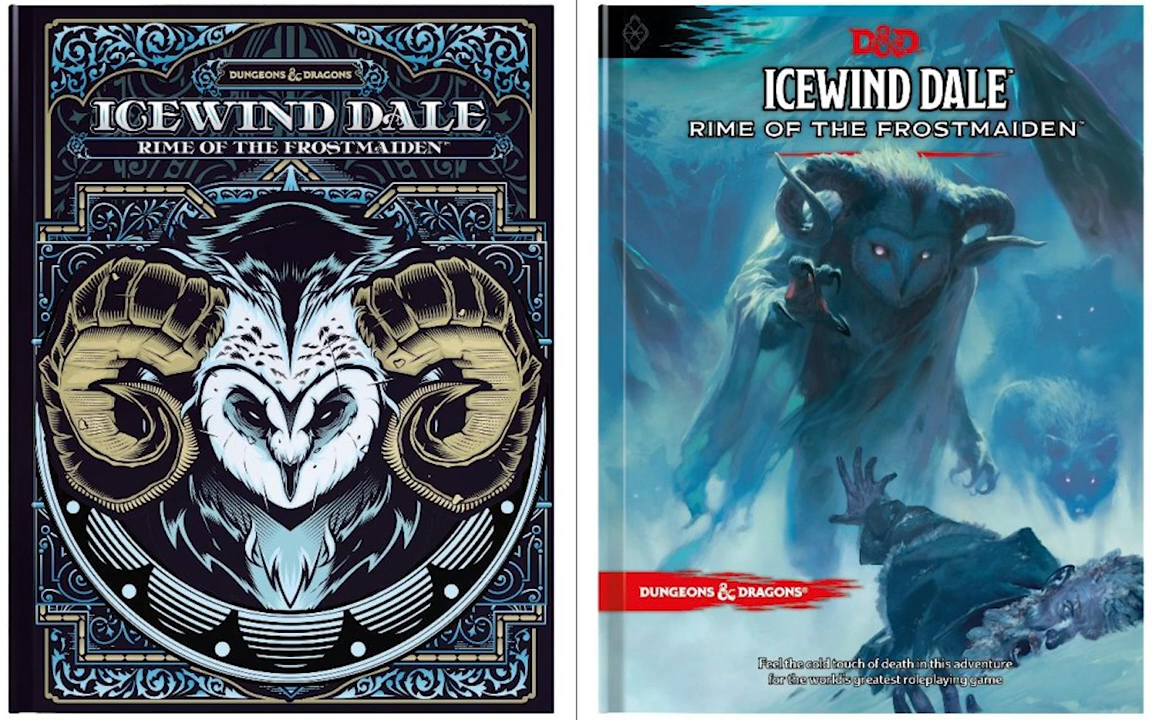 DUNGEONS & DRAGONS
ICEWIND DALE
RIME OF THE FROSTMAIDEN™
D&D
ICEWIND DALE™
RIME OF THE FROSTMAIDEN™
DUNGEONS & DRAGONS®
Feel the cold touch of death in this adventure
for the world's greatest roleplaying game